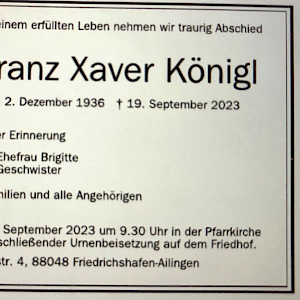 einem erfüllten Leben nehmen wir traurig Abschied
ranz Xaver Königl
2. Dezember 1936 † 19. September 2023
er Erinnerung
Ehefrau Brigitte
Geschwister
milien und alle Angehörigen
September 2023 um 9.30 Uhr in der Pfarrkirche
schließender Urnenbeisetzung auf dem Friedhof.
str. 4, 88048 Friedrichshafen-Ailingen